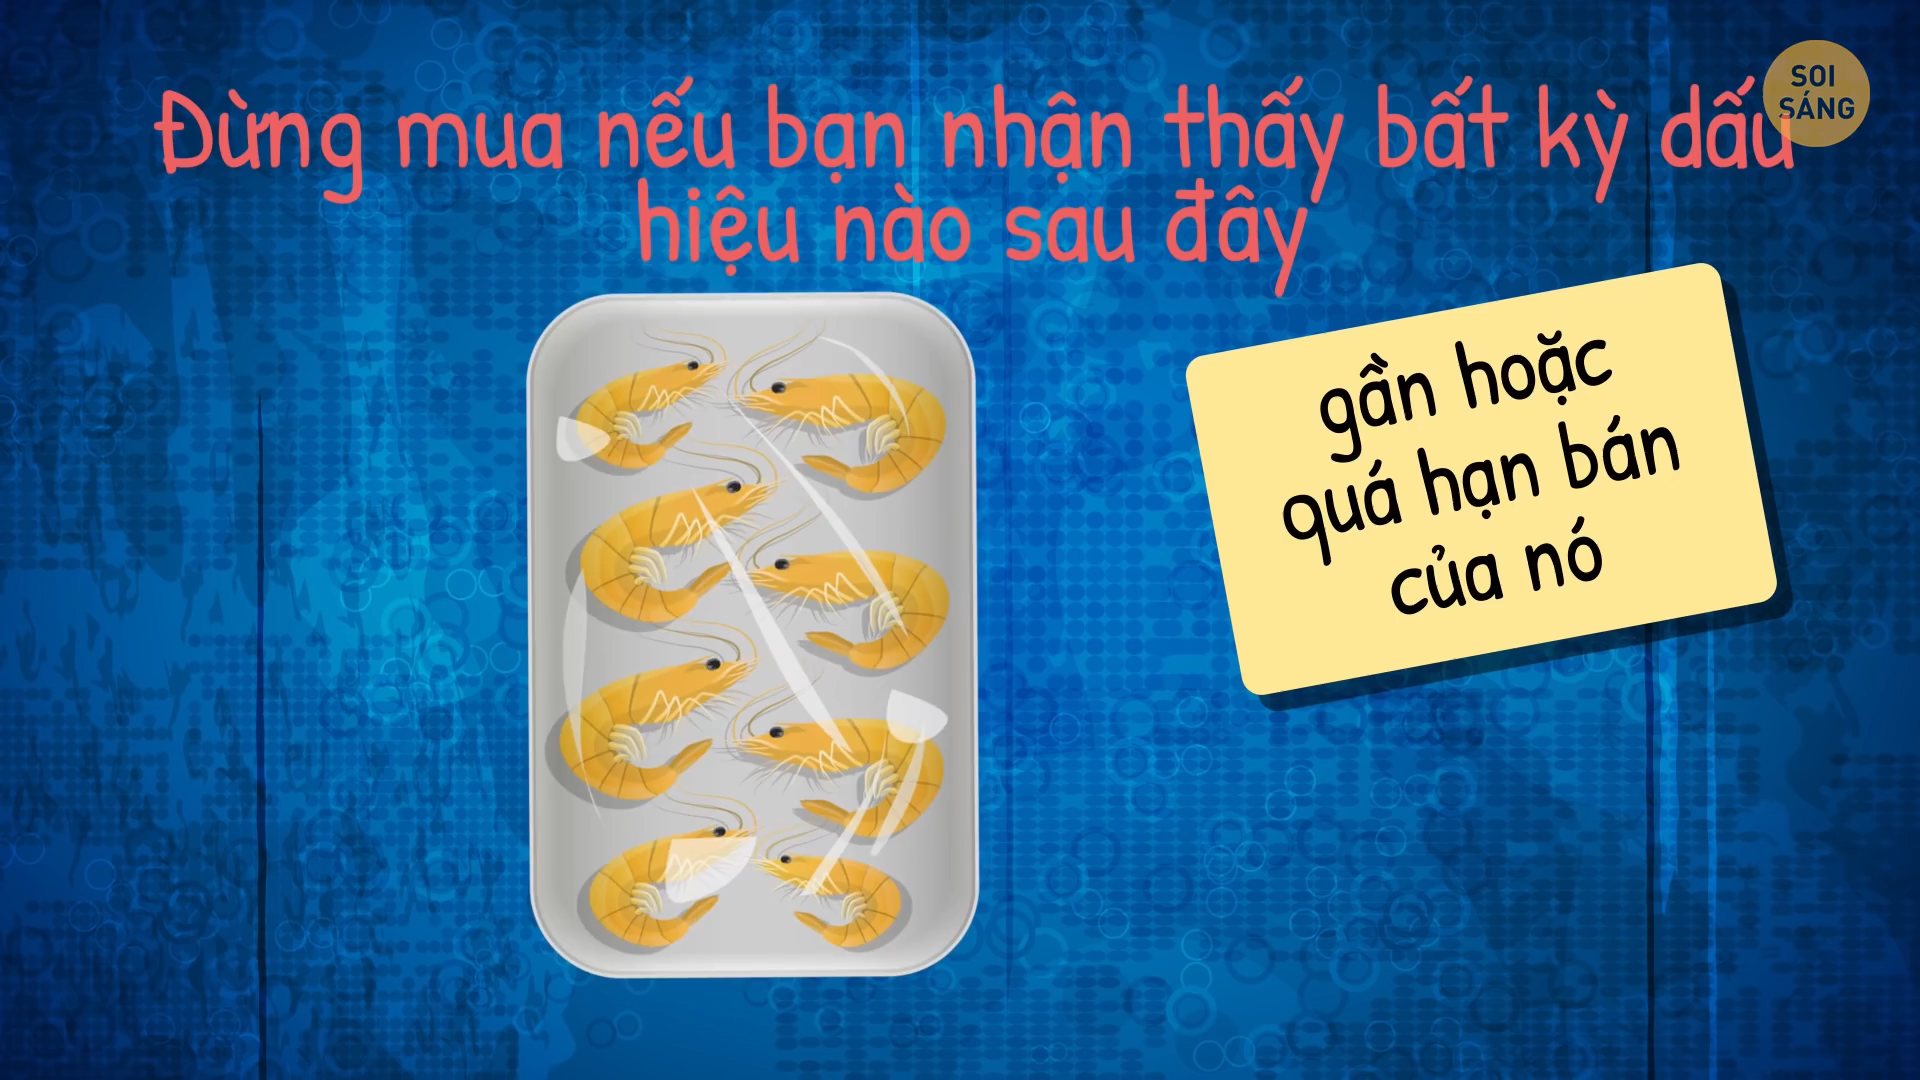 SOI
SÁNG
Đừng mua nếu bạn nhận thấy bất kỳ dấu
hiệu nào sau đây
gần hoặc
quá hạn bán
của nó